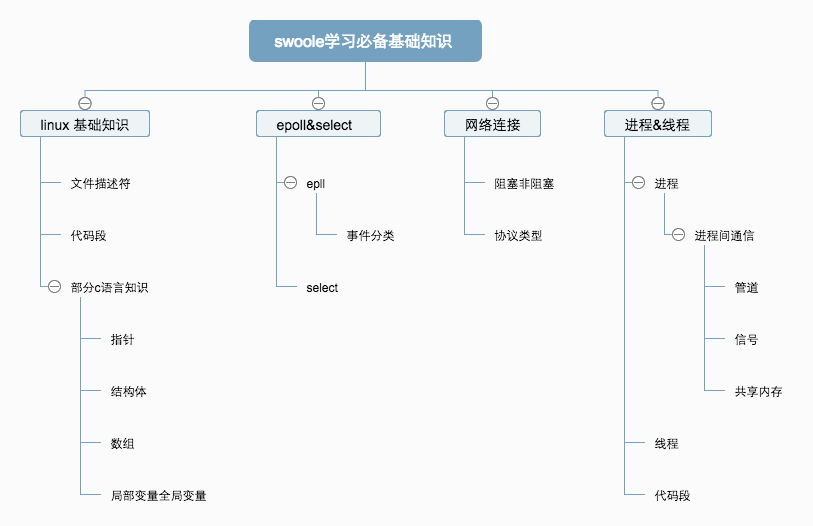 swoole学习必备基础知识
linux 基础知识
文件描述符
代码段
部分c语言知识
指针
结构体
数组
局部变量全局变量
epoll&select
epll
事件分类
select
网络连接
阻塞非阻塞
协议类型
进程&线程
进程
进程间通信
管道
信号
共享内存
线程
代码段